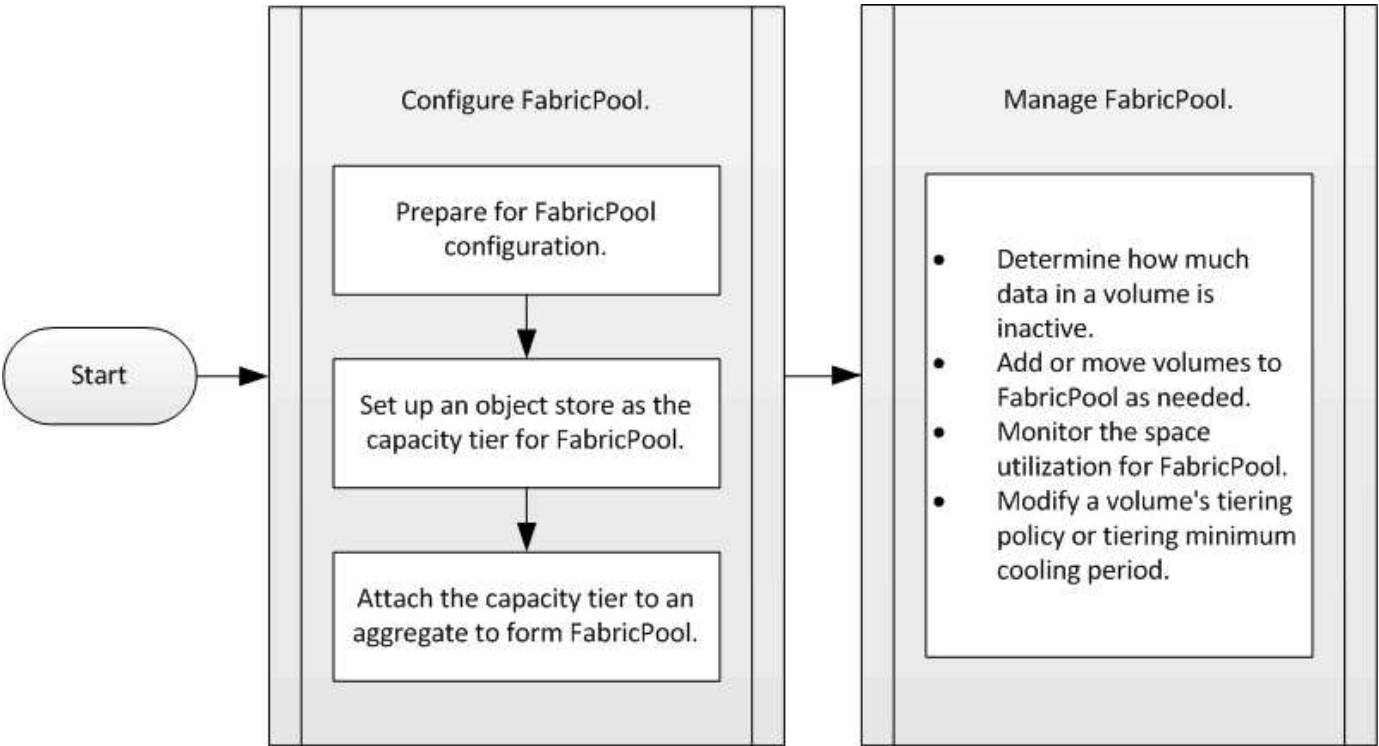 Start
Configure FabricPool.
Prepare for FabricPool
configuration.
Set up an object store as the
capacity tier for FabricPool.
Attach the capacity tier to an
aggregate to form FabricPool.
Manage FabricPool.
• Determine how much
data in a volume is
inactive.
• Add or move volumes to
FabricPool as needed.
• Monitor the space
utilization for FabricPool.
• Modify a volume's tiering
policy or tiering minimum
cooling period.